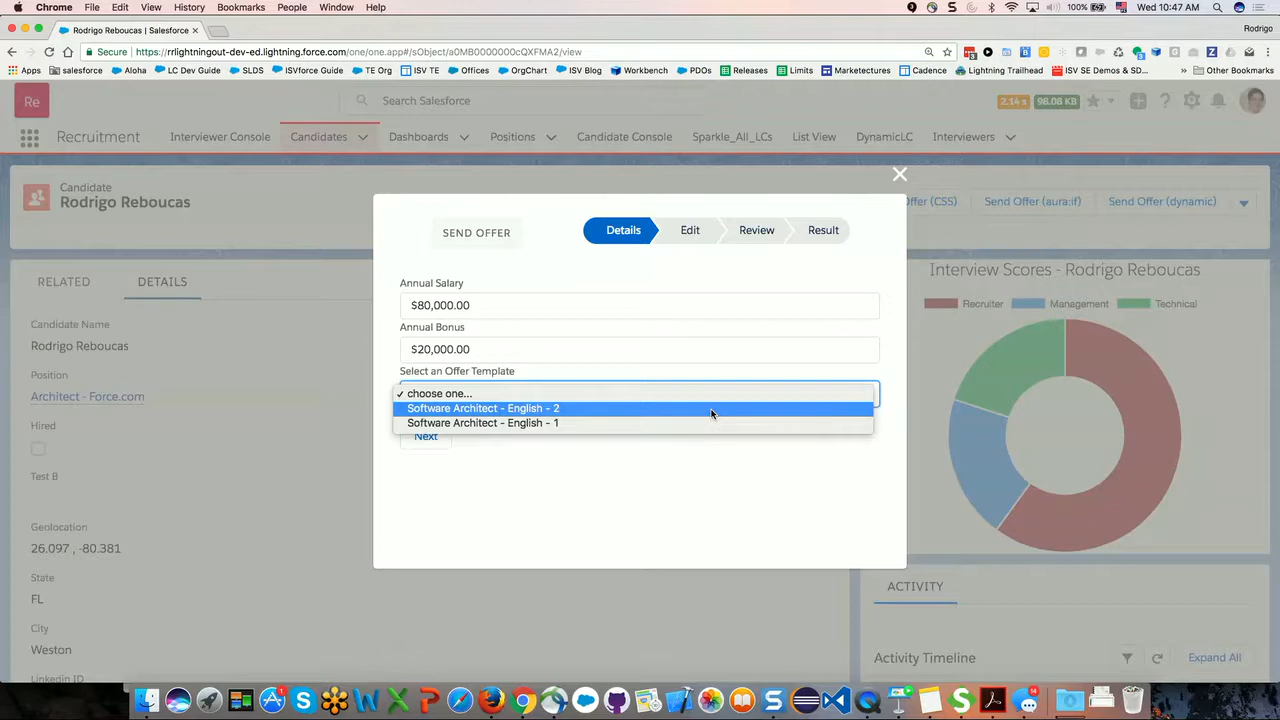 Chrome File Edit View History Bookmarks People Window Help 100% Wed 10:47 AM
Rodrigo Reboucas | Salesforce Rodrigo
Secure https://rrlightningout-dev-ed.lightning.force.com/one/one.app#/sObject/a0MB0000000cQXFMA2/view
Apps salesforce Aloha LC Dev Guide SLDS ISVforce Guide TE Org ISV TE Offices OrgChart ISV Blog Workbench PDOs Releases Limits Marketectures Cadence Lightning Trailhead ISV SE Demos & SD... » Other Bookmarks
Re Search Salesforce 2.14 s 98.08 KB
Recruitment Interviewer Console Candidates Dashboards Positions Candidate Console Sparkle_All_LCs List View DynamicLC Interviewers
Candidate
Rodrigo Reboucas
Offer (CSS) Send Offer (aura:if) Send Offer (dynamic)
SEND OFFER Details Edit Review Result
RELATED DETAILS
Candidate Name
Rodrigo Reboucas
Position
Architect - Force.com
Hired
Test B
Geolocation
26.097 , -80.381
State
FL
City
Weston
Linkedin ID
Annual Salary
$80,000.00
Annual Bonus
$20,000.00
Select an Offer Template
✓ choose one...
Software Architect - English - 2
Software Architect - English - 1
Next
Interview Scores - Rodrigo Reboucas
Recruiter Management Technical
ACTIVITY
Activity Timeline Expand All